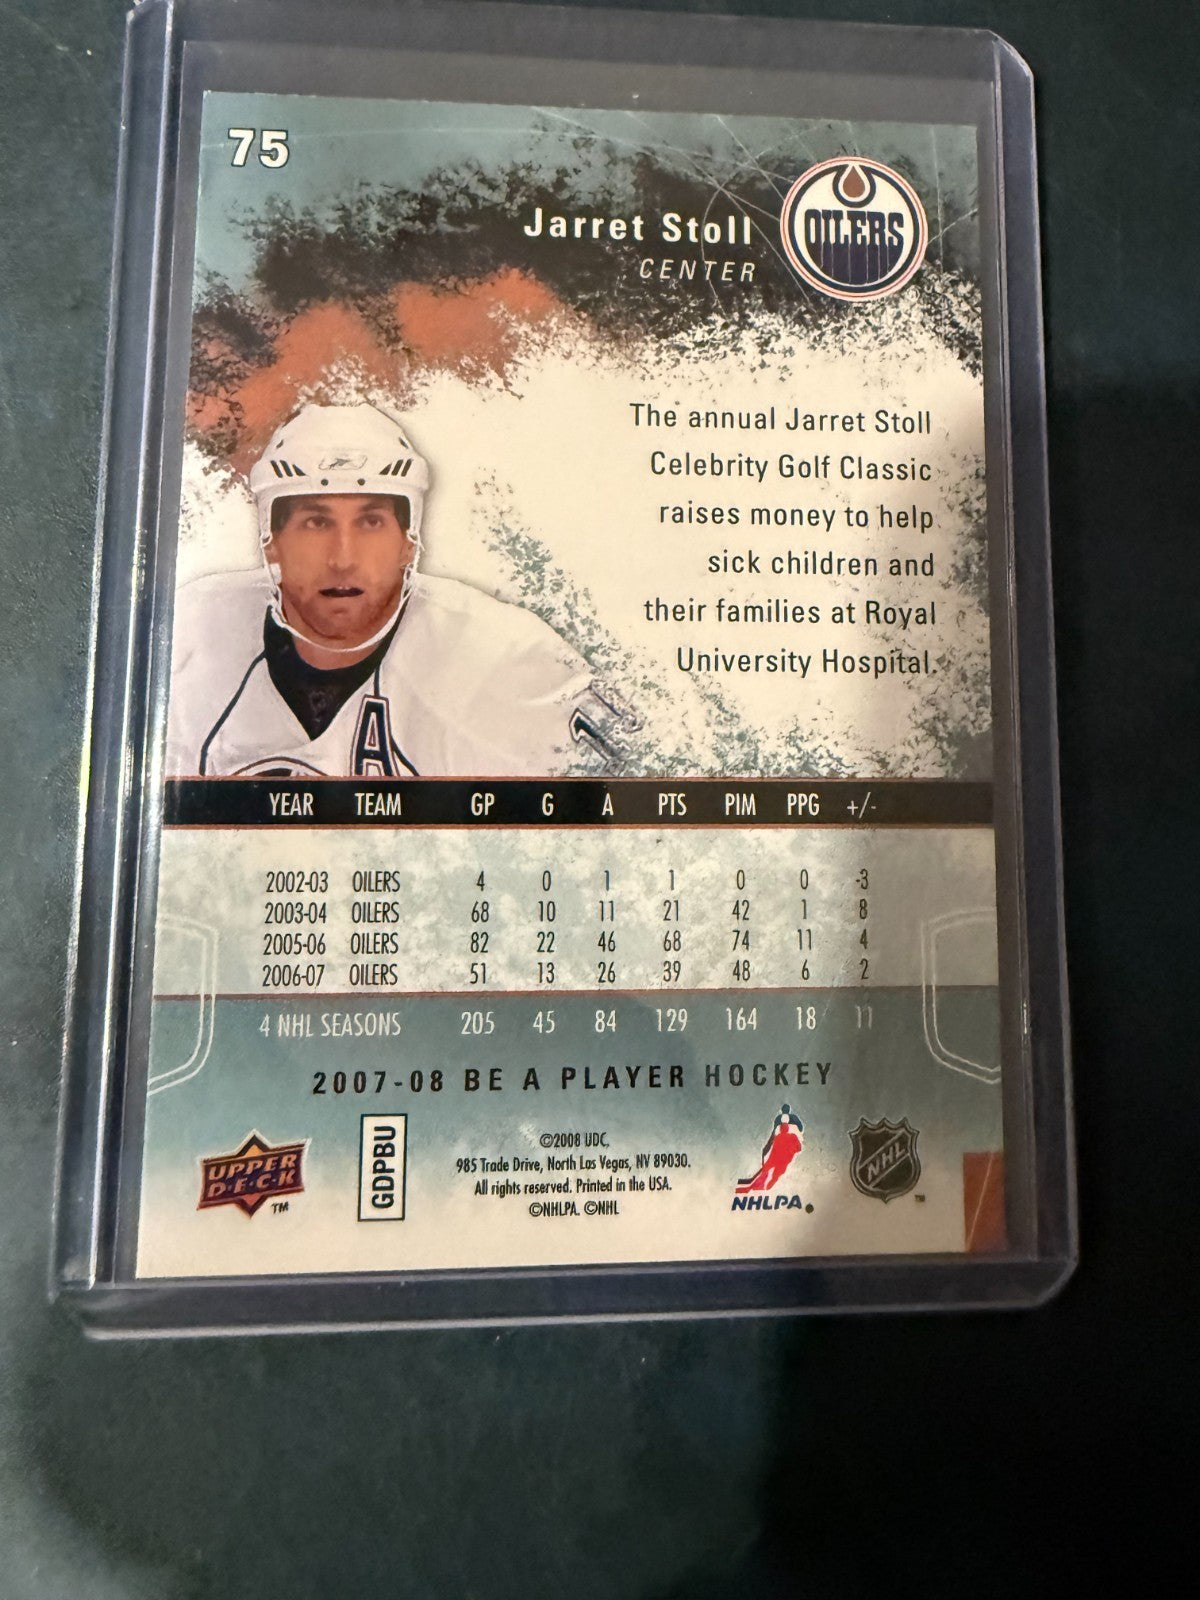 75
OILERS
Jarret Stoll
CENTER
The annual Jarret Stoll
Celebrity Golf Classic
raises money to help
sick children and
their families at Royal
University Hospital.
A
YEAR TEAM GP G A PTS PIM PPG +/-
2002-03 OILERS 4 0 1 1 0 0 -3
2003-04 OILERS 68 10 11 21 42 1 8
2005-06 OILERS 82 22 46 68 74 11 4
2006-07 OILERS 51 13 26 39 48 6 2
4 NHL SEASONS 205 45 84 129 164 18 11
2007-08 BE A PLAYER HOCKEY
UPPER
D·E·C·K
TM
GDPBU
©2008 UDC.
985 Trade Drive, North Las Vegas, NV 89030.
All rights reserved. Printed in the USA.
©NHLPA. ©NHL
NHLPA®
NHL
TM